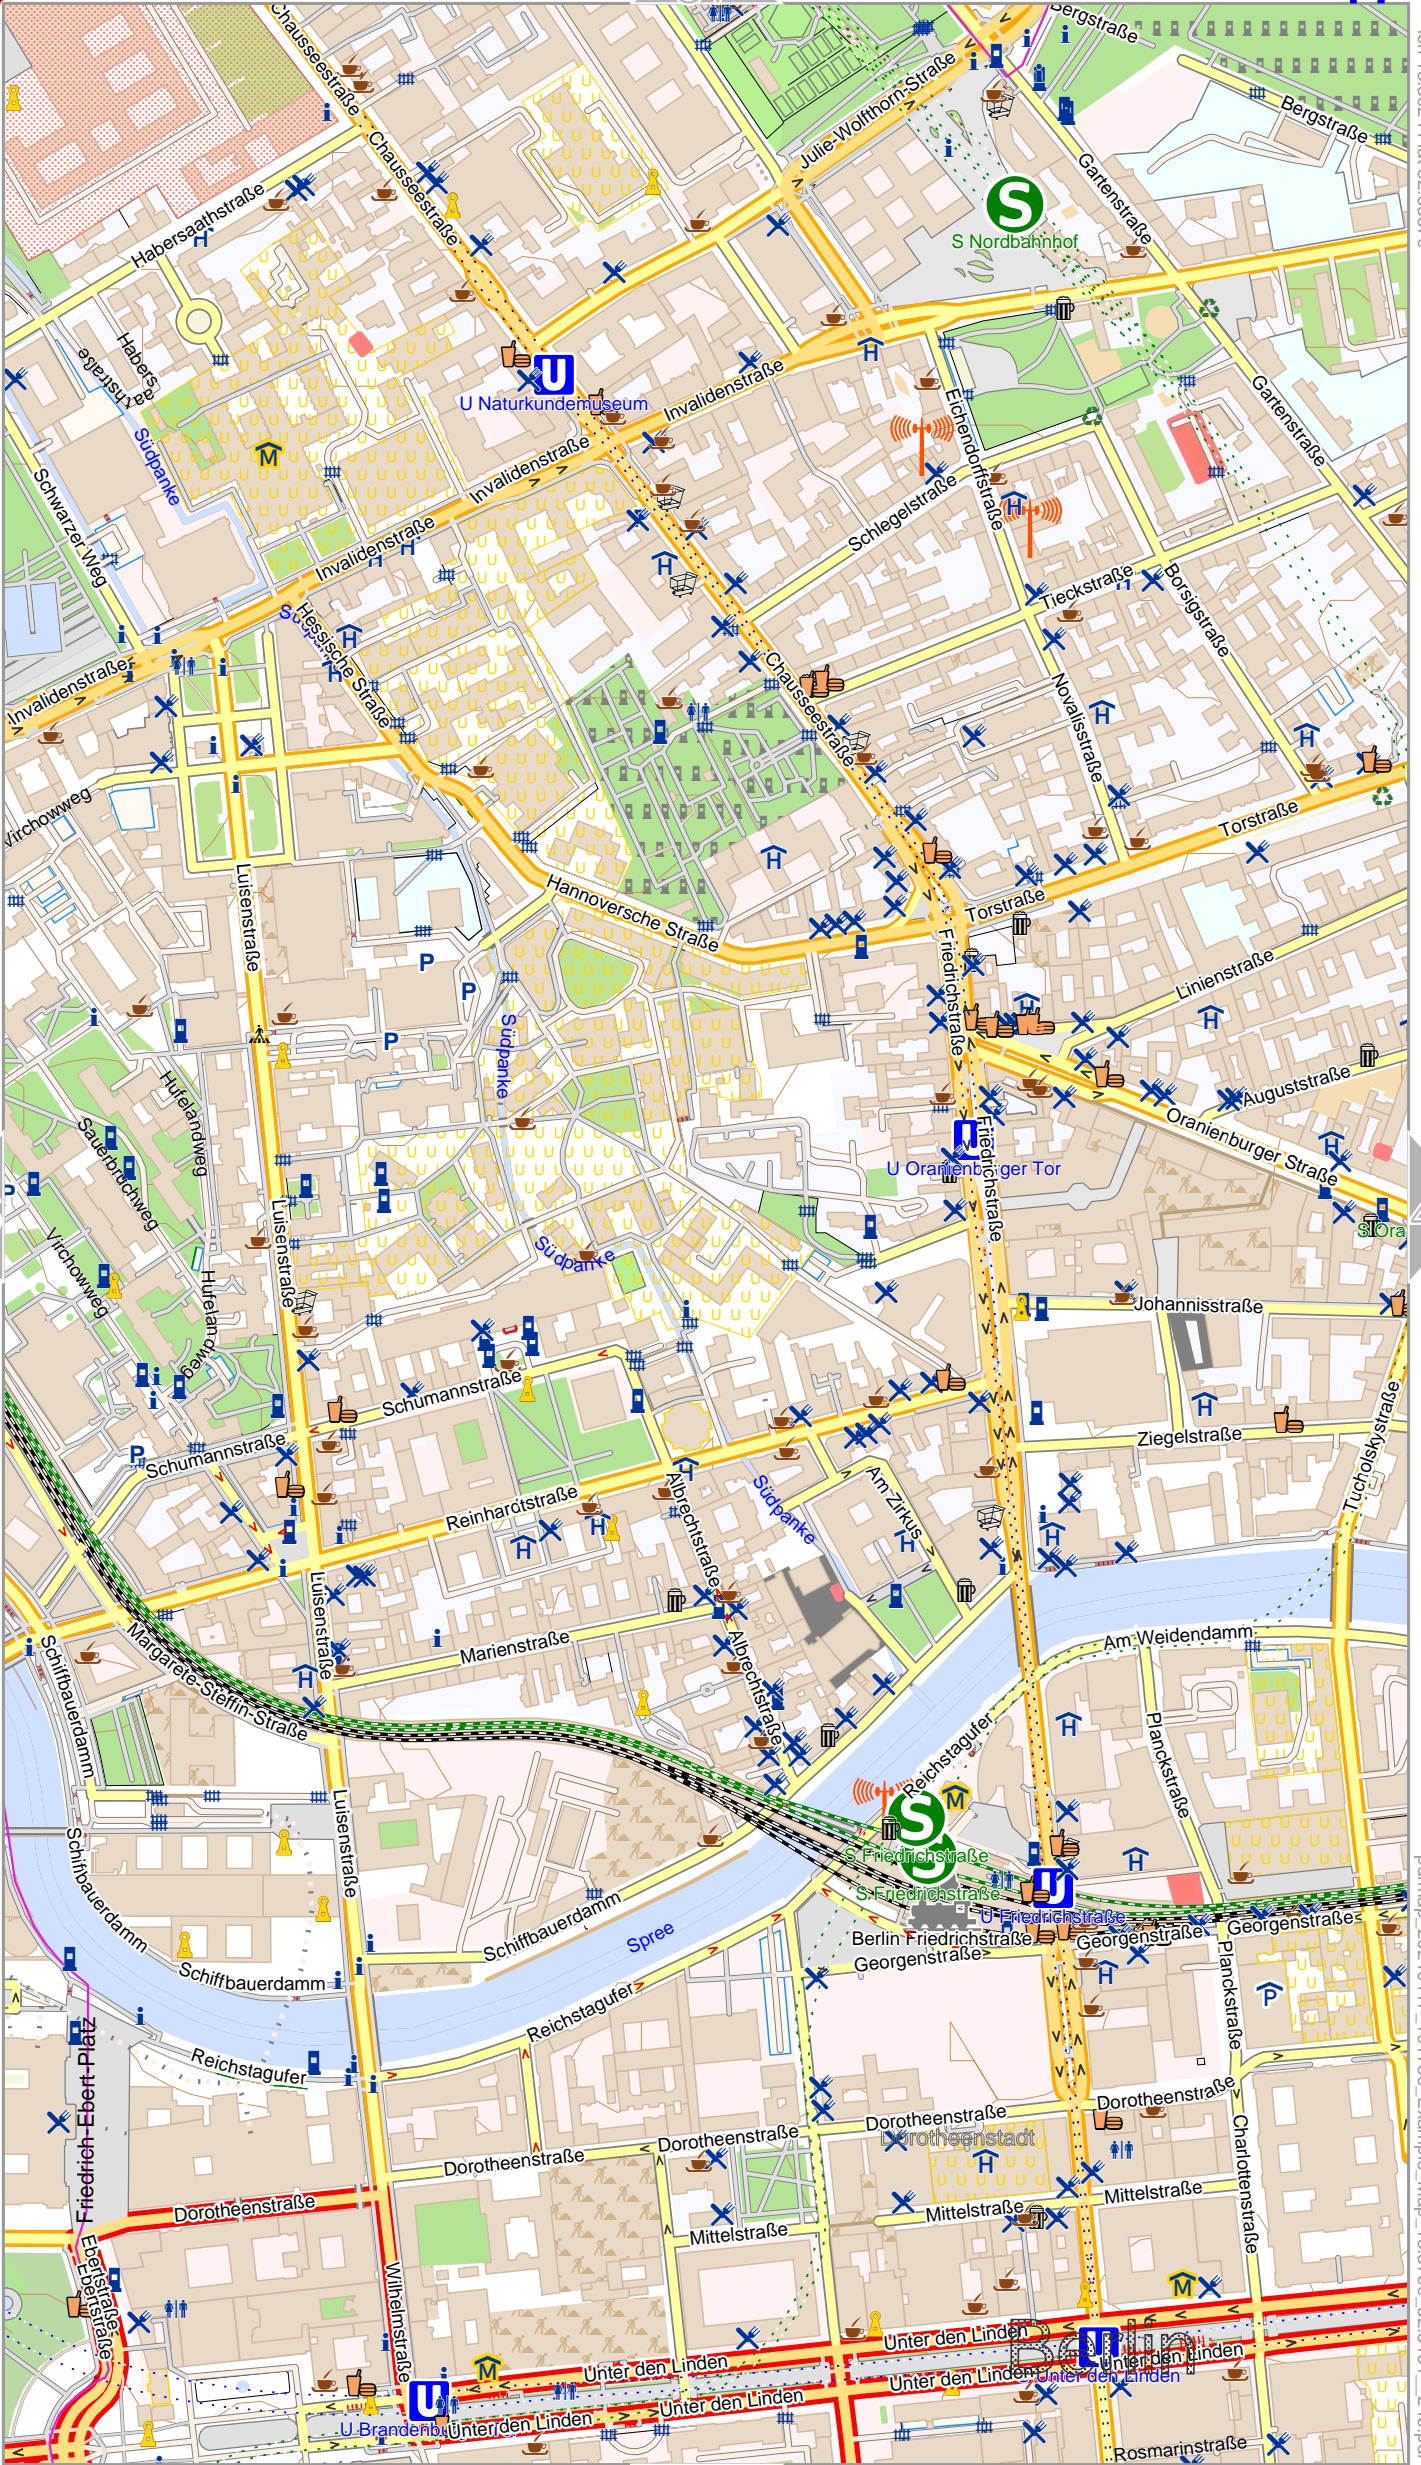 Chausseestraße
Bergstraße
Julie-Wolfthorn-Straße
Bergstraße
Chausseestraße
Gartenstraße
Habersaathstraße
S Nordbahnhof
Habers
aathstraße
U Naturkundemuseum
Invalidenstraße
Gartenstraße
Eichendorffstraße
Südpanke
Invalidenstraße
Schwarzer Weg
Schlegelstraße
Invalidenstraße
Tieckstraße
Borsigstraße
Hessische Straße
Invalidenstraße
Chausseestraße
Novalisstraße
Virchowweg
Torstraße
Luisenstraße
Hannoversche Straße
Torstraße
Friedrichstraße
Linienstraße
P
P
P
Südpanke
Hufelandweg
Sauerbruchweg
Auguststraße
Oranienburger Straße
Friedrichstraße
Luisenstraße
Virchowweg
Südpanke
Hufelandweg
Johannisstraße
Schumannstraße
Schumannstraße
P
Ziegelstraße
Tucholskystraße
Reinhardtstraße
Albrechtstraße
Südpanke
Am Zirkus
Luisenstraße
Marienstraße
Albrechtstraße
Am Weidendamm
Margarete-Steffin-Straße
Schiffbauerdamm
Planckstraße
Reichstagufer
Luisenstraße
S Friedrichstraße
S Friedrichstraße
U Friedrichstraße
Berlin Friedrichstraße
Georgenstraße
Georgenstraße
Georgenstraße
Schiffbauerdamm
Schiffbauerdamm
Spree
Schiffbauerdamm
Reichstagufer
Planckstraße
P
Reichstagufer
Friedrich-Ebert-Platz
Dorotheenstraße
Dorotheenstraße
Dorotheenstraße
Dorotheenstadt
Dorotheenstraße
Dorotheenstraße
Mittelstraße
Mittelstraße
Mittelstraße
Charlottenstraße
Ebertstraße
Ebertstraße
Wilhelmstraße
Berlin
Unter den Linden
Unter den Linden
Unter den Linden
Unter den Linden
Unter den Linden
Unter den Linden
Unter den Linden
Rosmarinstraße